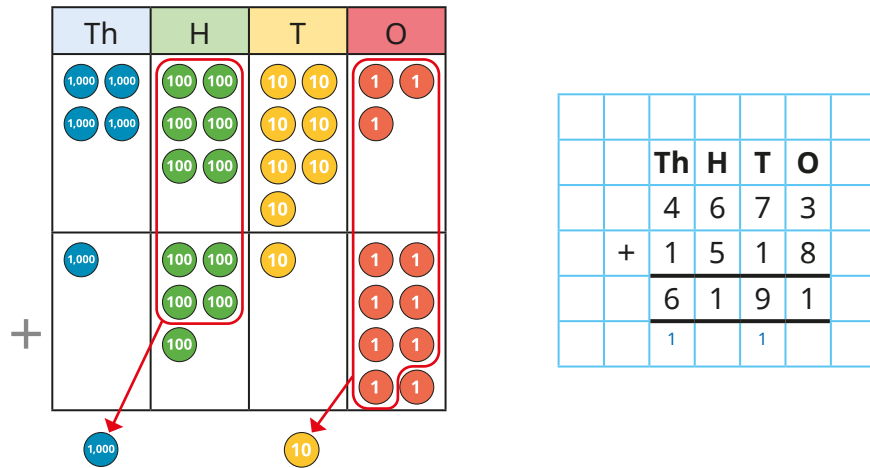 Th H T O
1,000 1,000 100 100 10 10 1 1
1,000 1,000 100 100 10 10 1
100 100 10 10
10
1,000 100 100 10 1 1
100 100 1 1
+ 100 1 1
1 1
1,000 10
Th H T O
4 6 7 3
+ 1 5 1 8
6 1 9 1
1 1